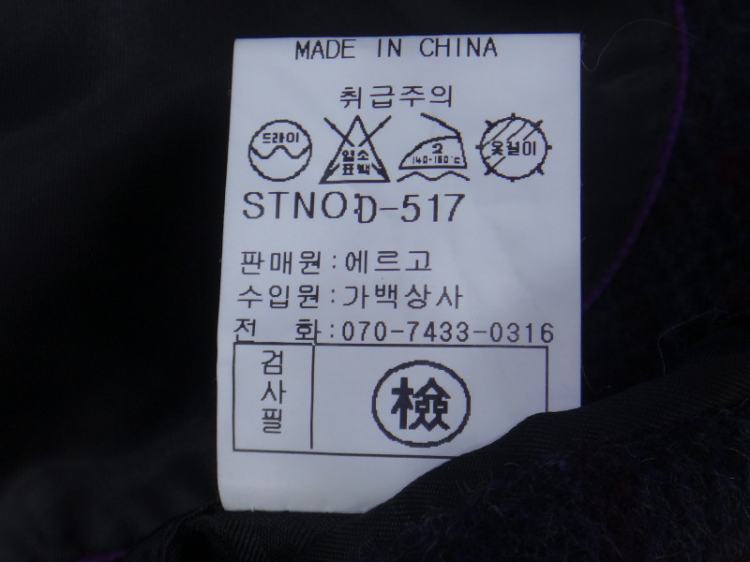 MADE IN CHINA
취급주의
드라이
염소
표백
2
140-160°c
옷걸이
STNO:D-517
판매원:에르고
수입원:가백상사
전 화:070-7433-0316
검사필
檢